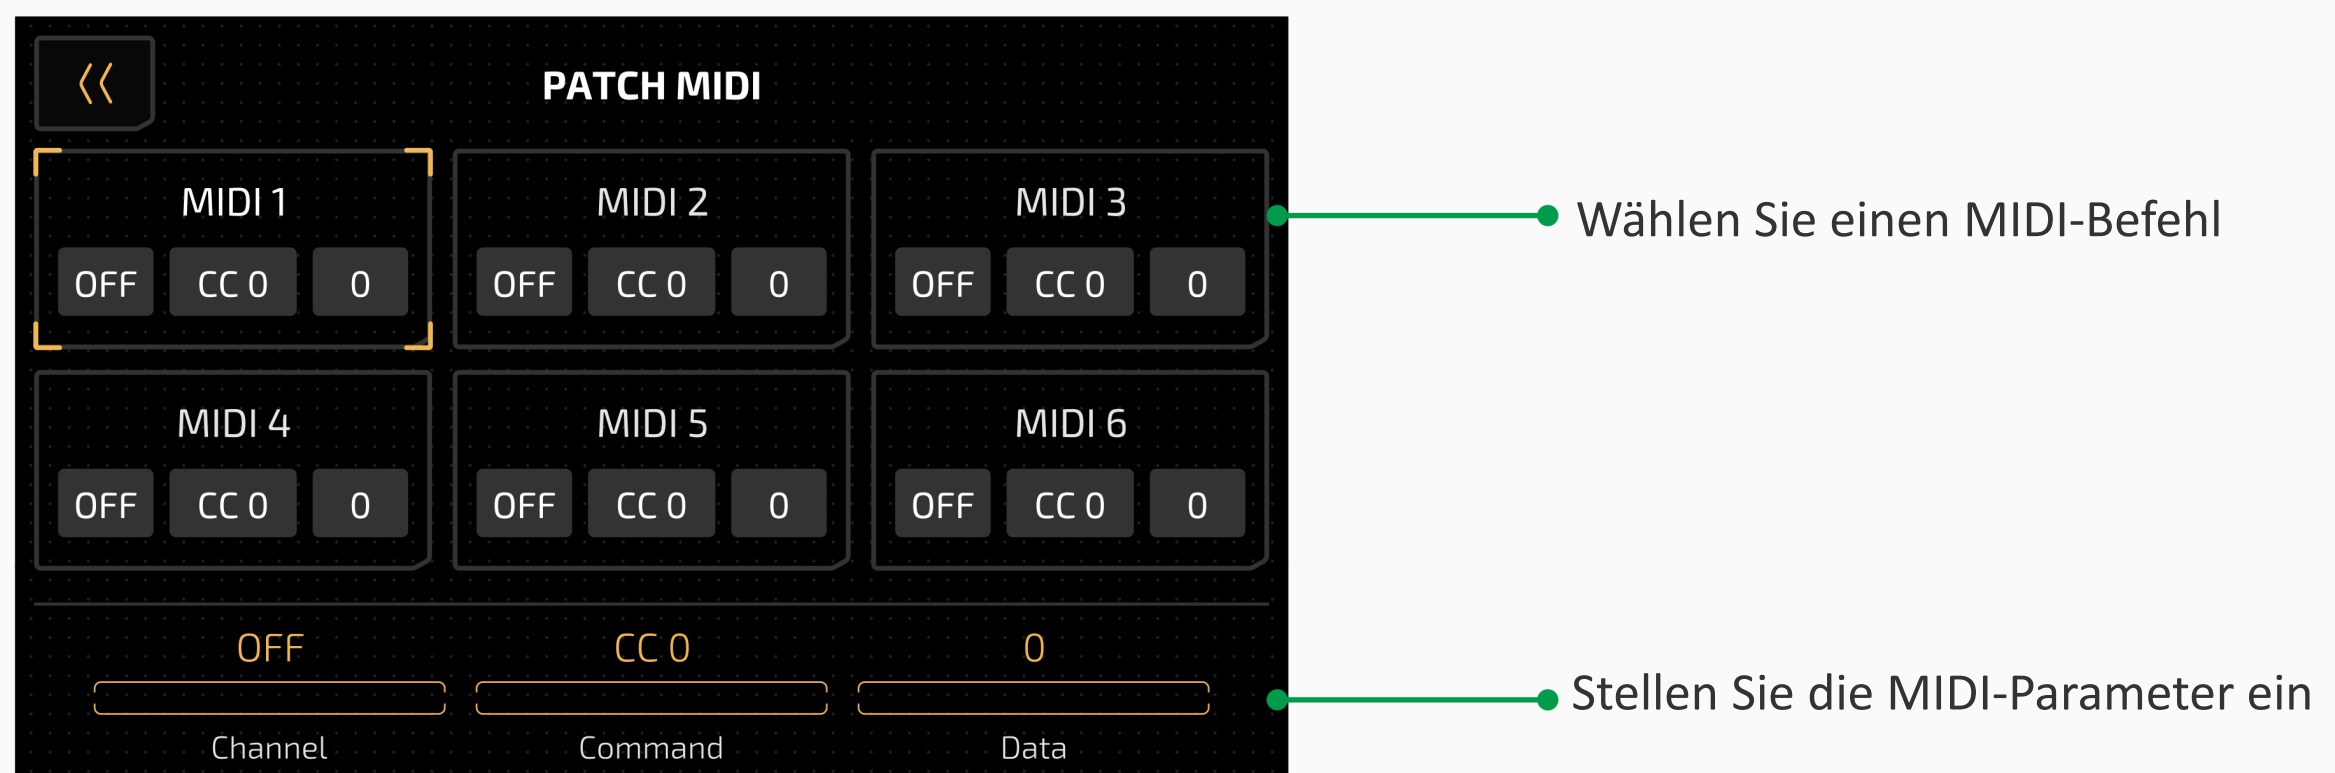 PATCH MIDI
MIDI 1 MIDI 2 MIDI 3
Wählen Sie einen MIDI-Befehl
OFF CC 0 0 OFF CC 0 0 OFF CC 0 0
MIDI 4 MIDI 5 MIDI 6
OFF CC 0 0 OFF CC 0 0 OFF CC 0 0
OFF CC 0 0
Stellen Sie die MIDI-Parameter ein
Channel Command Data